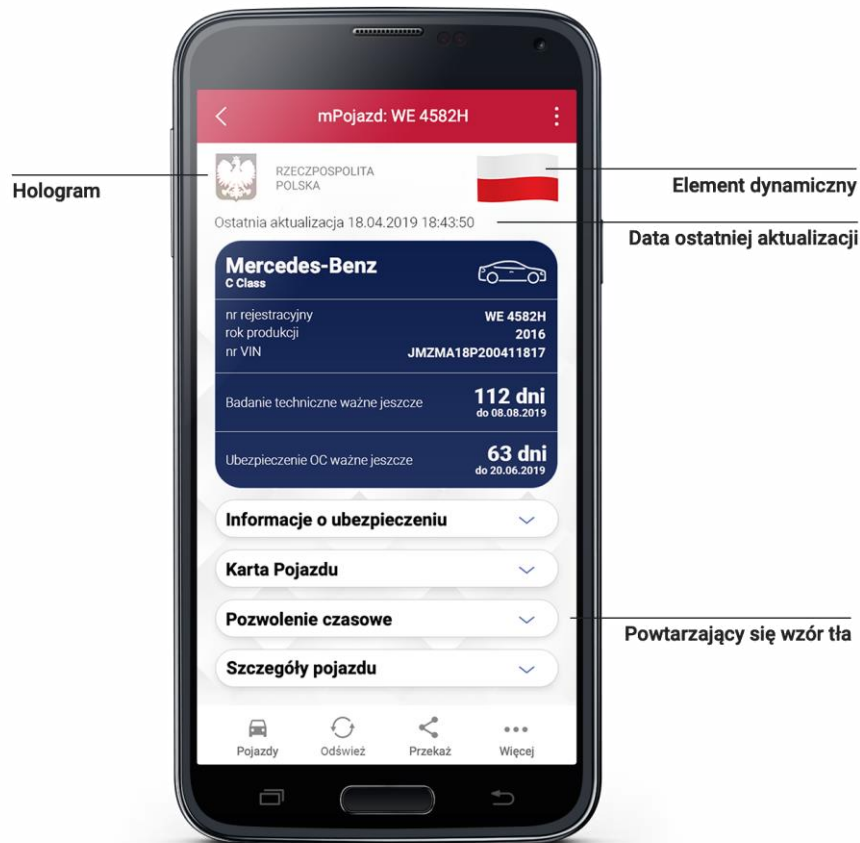 mPojazd: WE 4582H
Hologram
RZECZPOSPOLITA
POLSKA
Element dynamiczny
Ostatnia aktualizacja 18.04.2019 18:43:50
Data ostatniej aktualizacji
Mercedes-Benz
C Class
nr rejestracyjny WE 4582H
rok produkcji 2016
nr VIN JMZMA18P200411817
Badanie techniczne ważne jeszcze 112 dni
do 08.08.2019
Ubezpieczenie OC ważne jeszcze 63 dni
do 20.06.2019
Informacje o ubezpieczeniu
Karta Pojazdu
Pozwolenie czasowe
Powtarzający się wzór tła
Szczegóły pojazdu
Pojazdy Odśwież Przekaż Więcej